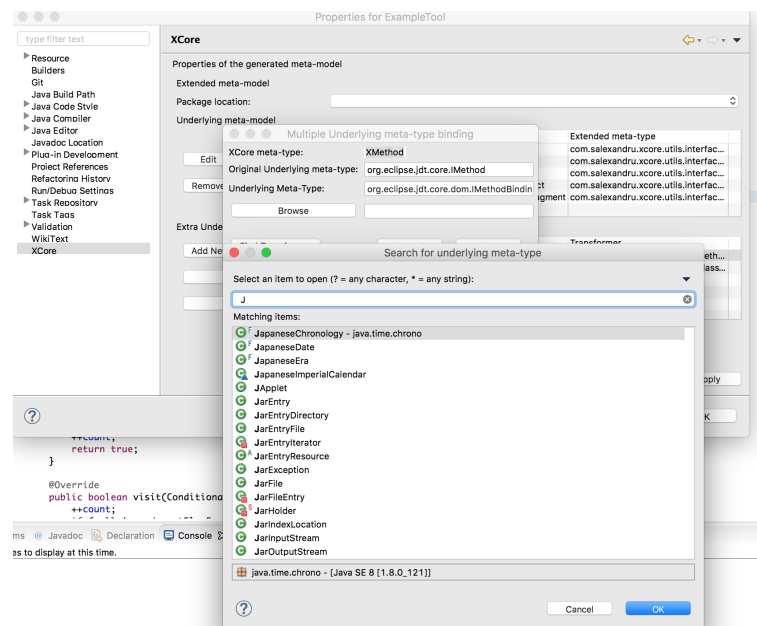 Properties for ExampleTool
type filter text
Resource
Builders
Git
Java Build Path
Java Code Style
Java Compiler
Java Editor
Javadoc Location
Plug-in Development
Project References
Refactoring History
Run/Debug Settings
Task Repository
Task Tags
Validation
WikiText
XCore
XCore
Properties of the generated meta-model
Extended meta-model
Package location:
Underlying meta-model
Edit
Remove
Extended meta-type
com.salexandru.xcore.utils.interfac...
com.salexandru.xcore.utils.interfac...
com.salexandru.xcore.utils.interfac...
ct com.salexandru.xcore.utils.interfac...
gment com.salexandru.xcore.utils.interfac...
Extra Unde
Add Ne
Transformer
eth...
lass...
pply
K
Multiple Underlying meta-type binding
XCore meta-type: XMethod
Original Underlying meta-type: org.eclipse.jdt.core.IMethod
Underlying Meta-Type: org.eclipse.jdt.core.dom.IMethodBindin
Browse
Search for underlying meta-type
Select an item to open (? = any character, * = any string):
J
Matching items:
JapaneseChronology - java.time.chrono
JapaneseDate
JapaneseEra
JapaneseImperialCalendar
JApplet
JarEntry
JarEntryDirectory
JarEntryFile
JarEntryIterator
JarEntryResource
JarException
JarFile
JarFileEntry
JarHolder
JarIndexLocation
JarInputStream
JarOutputStream
java.time.chrono - [Java SE 8 [1.8.0_121]]
Cancel
OK
++count;
return true;
}
@Override
public boolean visit(Conditiona
++count;
ms @ Javadoc Declaration Console
es to display at this time.